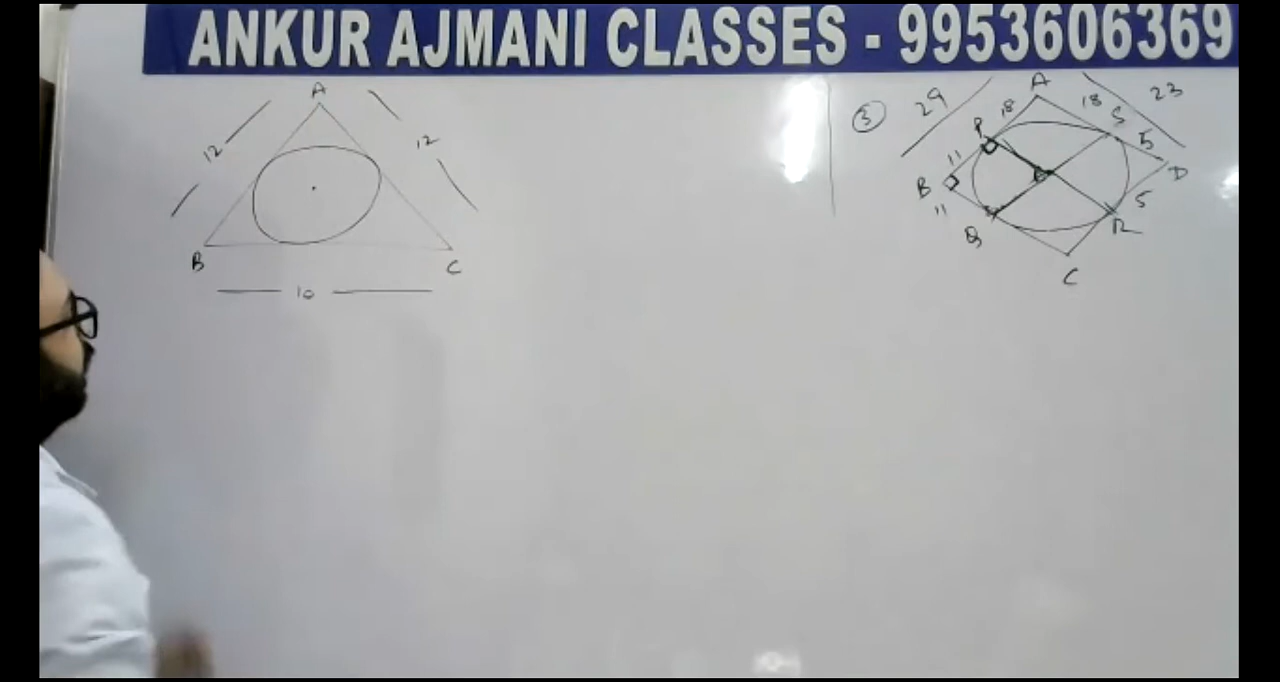 ANKUR AJMANI CLASSES - 9953606369
A
12
12
B
C
10
3
29
23
A
18
18
P
S
5
11
D
B
11
5
Q
R
C